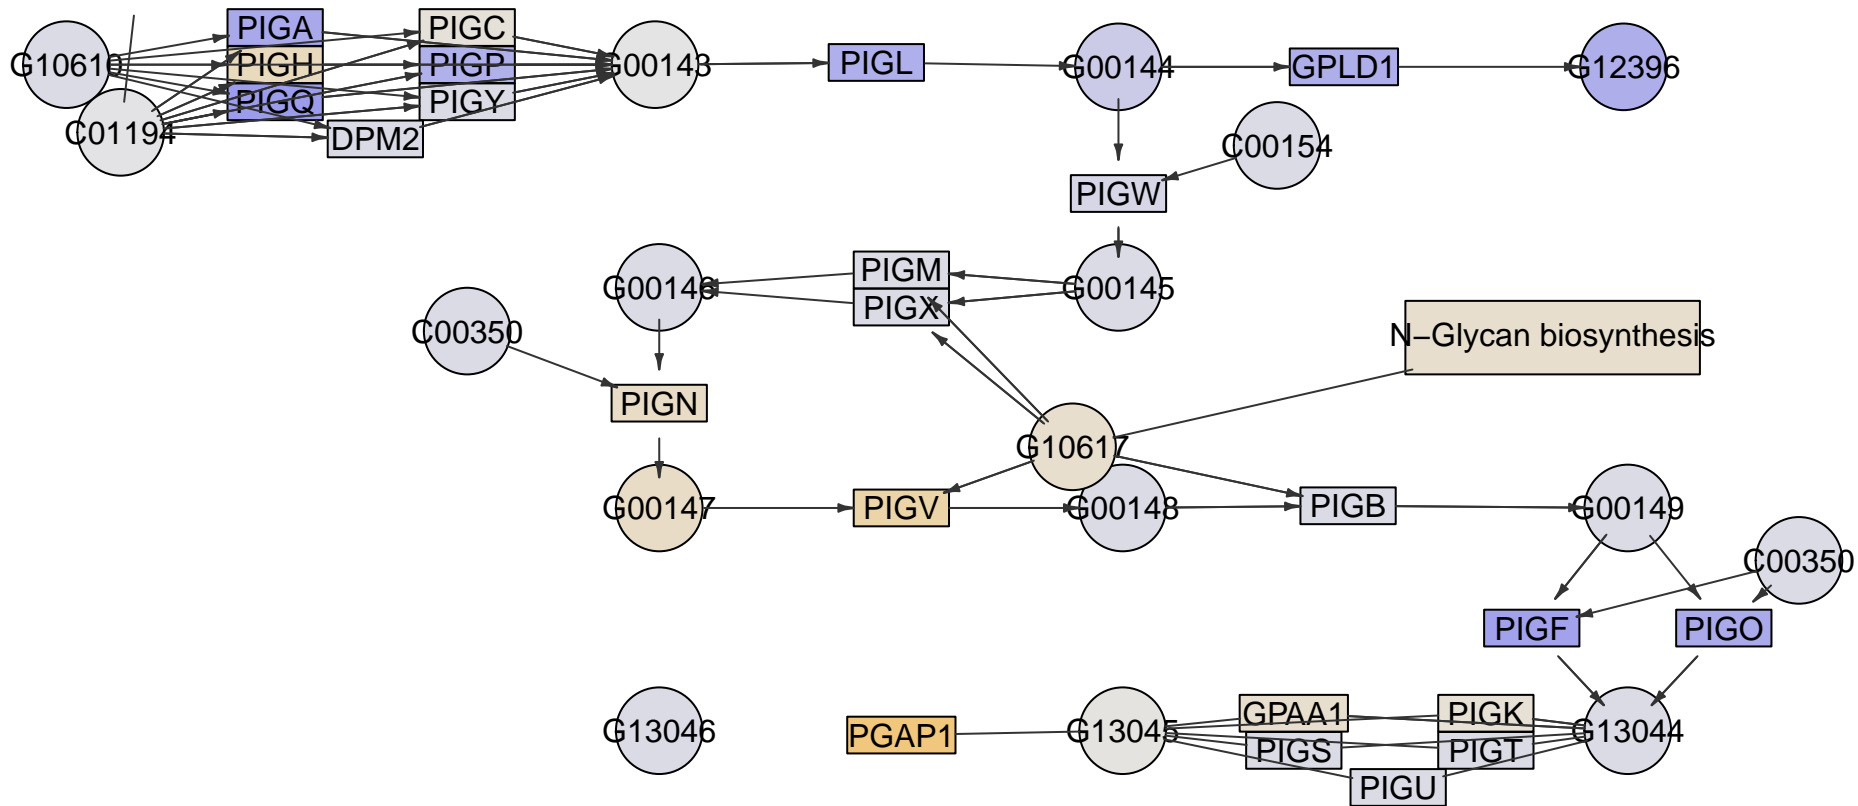 PIGA
PIGC
G10610
PIGH
PIGP
G00143
PIGL
G00144
GPLD1
G12396
PIGQ
PIGY
C01194
DPM2
C00154
PIGW
PIGM
G00146
G00145
PIGX
C00350
N−Glycan biosynthesis
PIGN
G10617
G00147
PIGV
G00148
PIGB
G00149
C00350
PIGF
PIGO
GPAA1
PIGK
G13046
PGAP1
G13045
G13044
PIGS
PIGT
PIGU